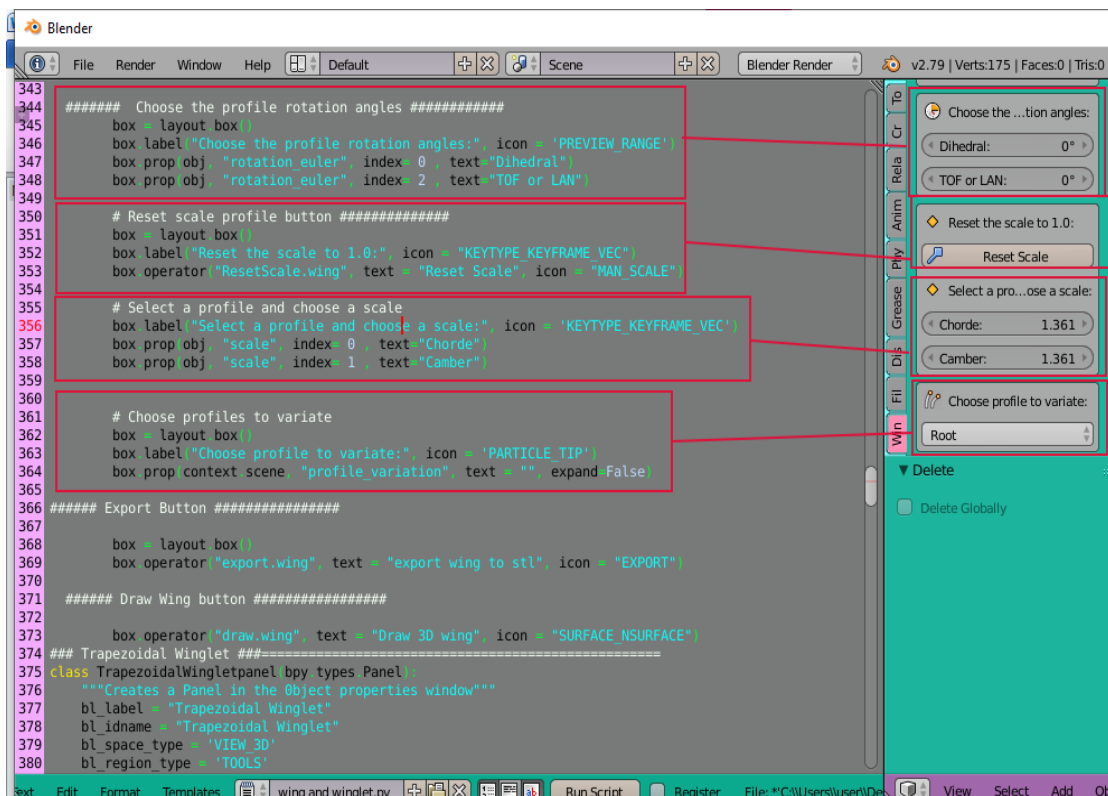 Blender
File Render Window Help Default Scene Blender Render v2.79 | Verts:175 | Faces:0 | Tris:0
343
344 ####### Choose the profile rotation angles ############
345 box = layout.box()
346 box.label("Choose the profile rotation angles:", icon = 'PREVIEW_RANGE')
347 box.prop(obj, "rotation_euler", index= 0 , text="Dihedral")
348 box.prop(obj, "rotation_euler", index= 2 , text="TOF or LAN")
349
350 # Reset scale profile button ##############
351 box = layout.box()
352 box.label("Reset the scale to 1.0:", icon = "KEYTYPE_KEYFRAME_VEC")
353 box.operator("ResetScale.wing", text = "Reset Scale", icon = "MAN_SCALE")
354
355 # Select a profile and choose a scale
356 box.label("Select a profile and choose a scale:", icon = 'KEYTYPE_KEYFRAME_VEC')
357 box.prop(obj, "scale", index= 0 , text="Chorde")
358 box.prop(obj, "scale", index= 1 , text="Camber")
359
360
361 # Choose profiles to variate
362 box = layout.box()
363 box.label("Choose profile to variate:", icon = 'PARTICLE_TIP')
364 box.prop(context.scene, "profile_variation", text = "", expand=False)
365
366 ###### Export Button ################
367
368 box = layout.box()
369 box.operator("export.wing", text = "export wing to stl", icon = "EXPORT")
370
371 ###### Draw Wing button #################
372
373 box.operator("draw.wing", text = "Draw 3D wing", icon = "SURFACE_NSURFACE")
374 ### Trapezoidal Winglet ###===================================================
375 class TrapezoidalWingletpanel(bpy.types.Panel):
376 """Creates a Panel in the Object properties window"""
377 bl_label = "Trapezoidal Winglet"
378 bl_idname = "Trapezoidal Winglet"
379 bl_space_type = 'VIEW_3D'
380 bl_region_type = 'TOOLS'
Text Edit Format Templates wing and winglet.py Run Script Register File: *'C:\\Users\\user\\De
To
Cr
Rela
Anim
Phy
Grease
Dis
Fil
Win
Choose the ...tion angles:
Dihedral: 0°
TOF or LAN: 0°
Reset the scale to 1.0:
Reset Scale
Select a pro...ose a scale:
Chorde: 1.361
Camber: 1.361
Choose profile to variate:
Root
Delete
Delete Globally
View Select Add Ob